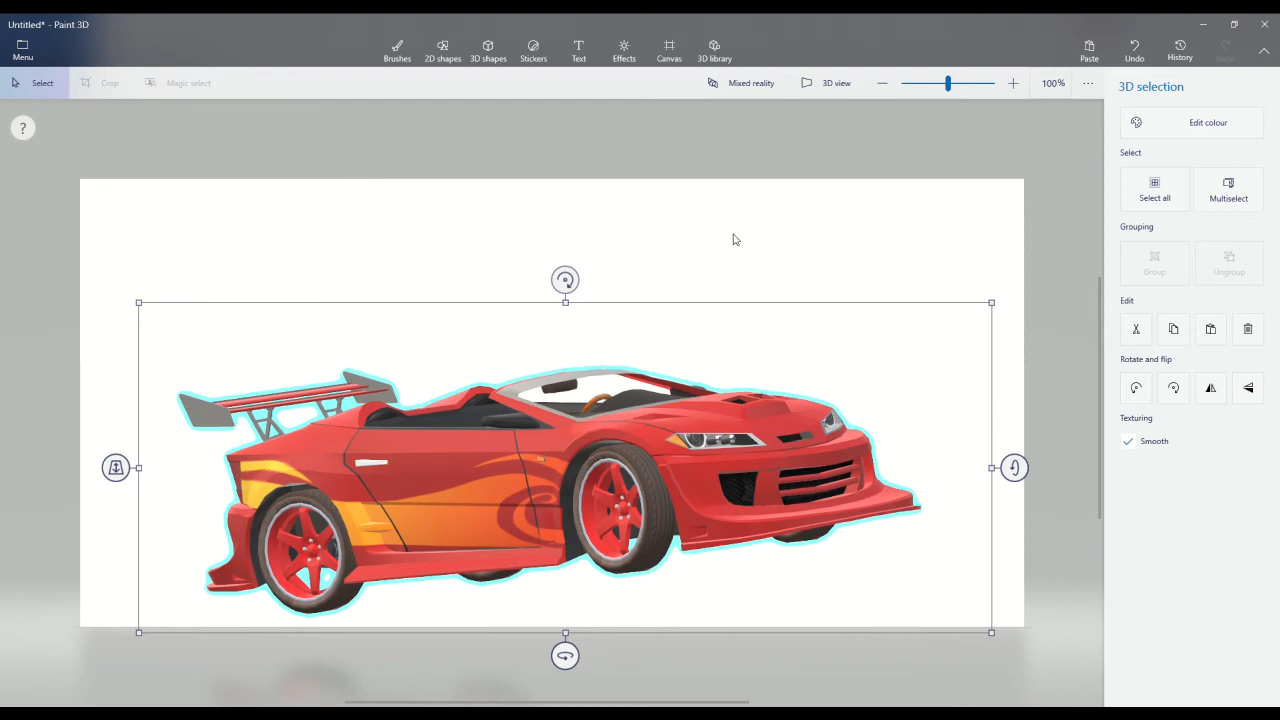 Untitled* - Paint 3D
Menu
Brushes
2D shapes
3D shapes
Stickers
Text
Effects
Canvas
3D library
Paste
Undo
History
Redo
Select
Crop
Magic select
Mixed reality
3D view
100%
?
3D selection
Edit colour
Select
Select all
Multiselect
Grouping
Group
Ungroup
Edit
Rotate and flip
Texturing
Smooth